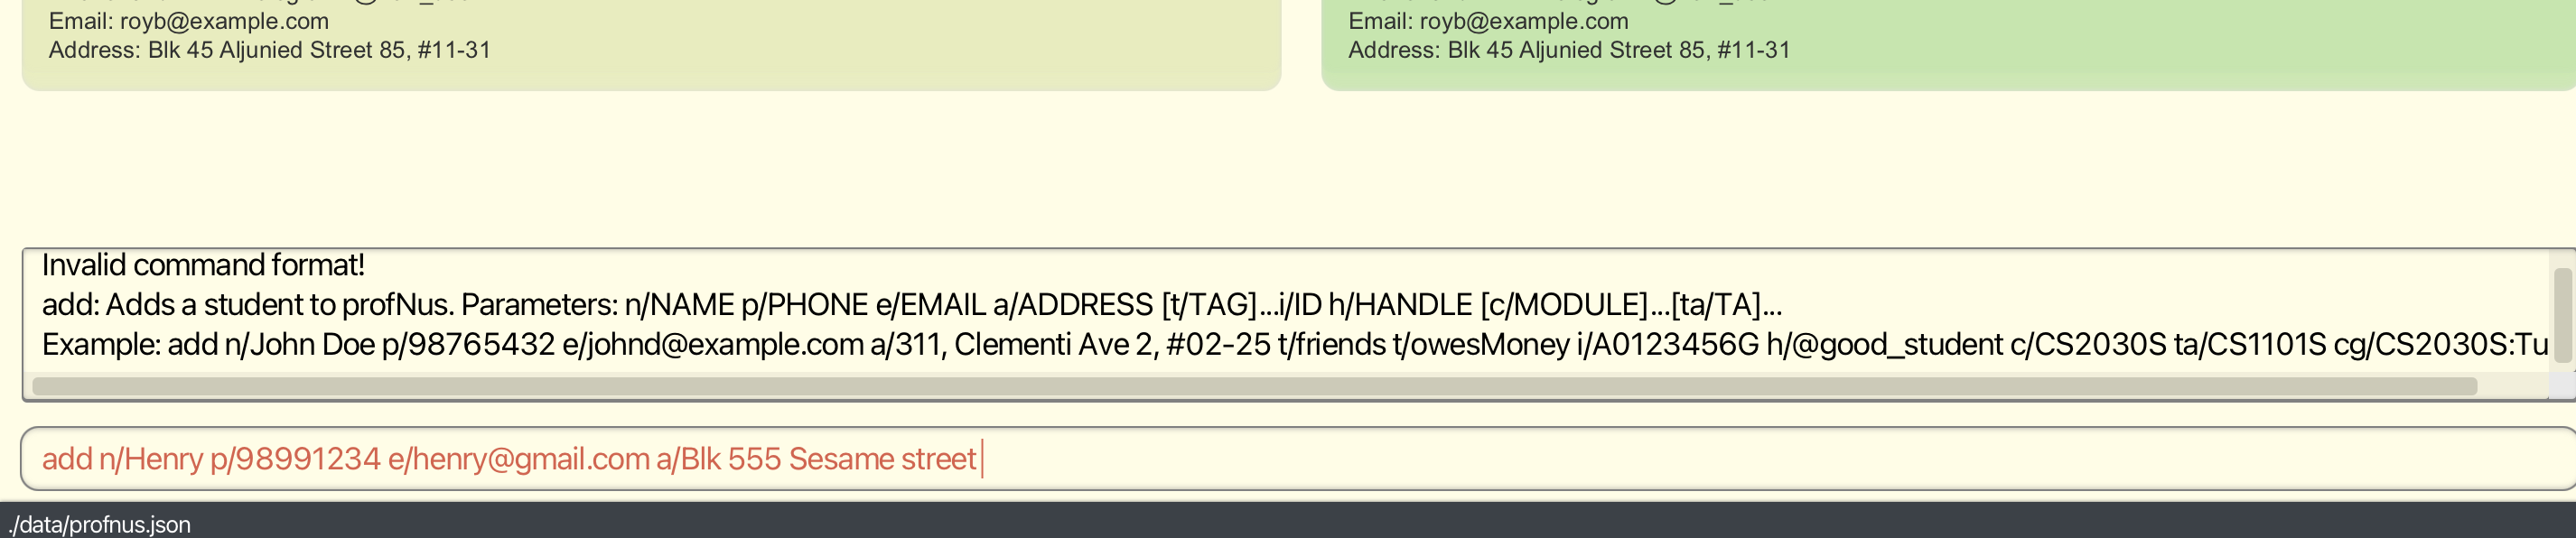 Email: royb@example.com
Address: Blk 45 Aljunied Street 85, #11-31
Email: royb@example.com
Address: Blk 45 Aljunied Street 85, #11-31
Invalid command format!
add: Adds a student to profNus. Parameters: n/NAME p/PHONE e/EMAIL a/ADDRESS [t/TAG]...i/ID h/HANDLE [c/MODULE]...[ta/TA]...
Example: add n/John Doe p/98765432 e/johnd@example.com a/311, Clementi Ave 2, #02-25 t/friends t/owesMoney i/A0123456G h/@good_student c/CS2030S ta/CS1101S cg/CS2030S:Tu
add n/Henry p/98991234 e/henry@gmail.com a/Blk 555 Sesame street
./data/profnus.json